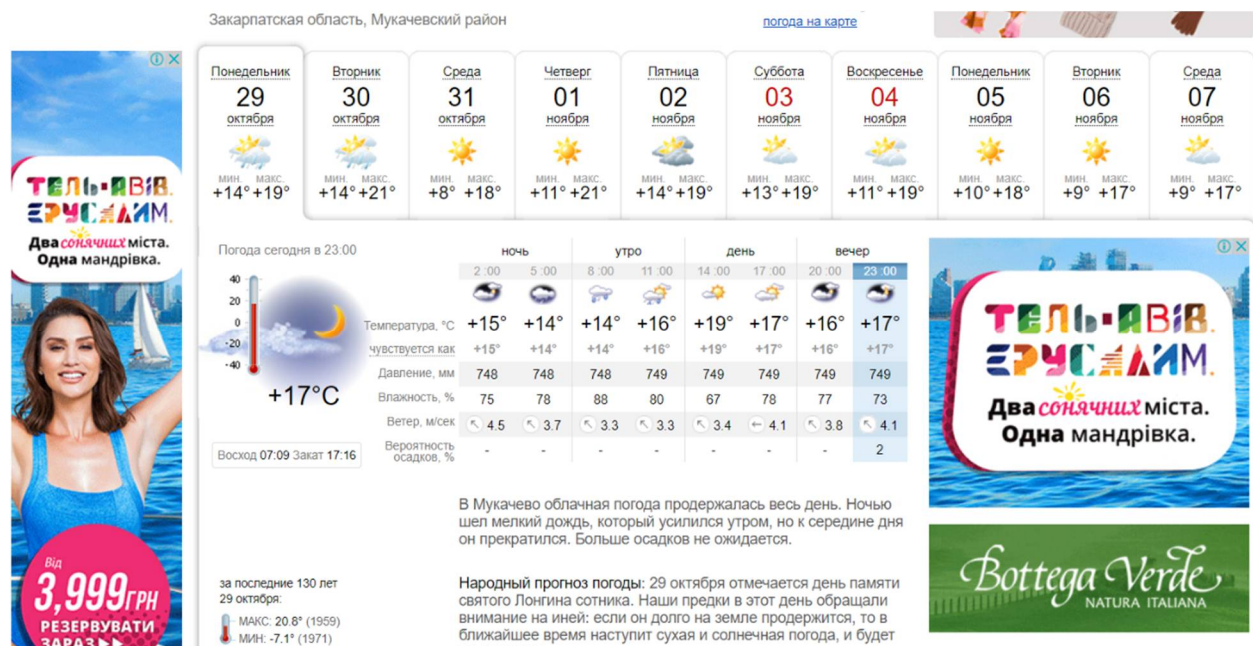 Закарпатская область, Мукачевский район
погода на карте
Понедельник Вторник Среда Четверг Пятница Суббота Воскресенье Понедельник Вторник Среда
29 30 31 01 02 03 04 05 06 07
октября октября октября ноября ноября ноября ноября ноября ноября ноября
мин. макс. мин. макс. мин. макс. мин. макс. мин. макс. мин. макс. мин. макс. мин. макс. мин. макс. мин. макс.
+14° +19° +14° +21° +8° +18° +11° +21° +14° +19° +13° +19° +11° +19° +10° +18° +9° +17° +9° +17°
ТЕЛЬ-АВІВ.
ЄРУСАЛИМ.
Два сонячних міста.
Одна мандрівка.
Від
3,999ГРН
РЕЗЕРВУВАТИ
ЗАРАЗ
Погода сегодня в 23:00
40
20
0
-20
-40
+17°C
Восход 07:09 Закат 17:16
ночь утро день вечер
2:00 5:00 8:00 11:00 14:00 17:00 20:00 23:00
Температура, °C +15° +14° +14° +16° +19° +17° +16° +17°
чувствуется как +15° +14° +14° +16° +19° +17° +16° +17°
Давление, мм 748 748 748 749 749 749 749 749
Влажность, % 75 78 88 80 67 78 77 73
Ветер, м/сек 4.5 3.7 3.3 3.3 3.4 4.1 3.8 4.1
Вероятность
осадков, % - - - - - - - 2
В Мукачево облачная погода продержалась весь день. Ночью
шел мелкий дождь, который усилился утром, но к середине дня
он прекратился. Больше осадков не ожидается.
за последние 130 лет
29 октября:
МАКС: 20.8° (1959)
МИН: -7.1° (1971)
Народный прогноз погоды: 29 октября отмечается день памяти
святого Лонгина сотника. Наши предки в этот день обращали
внимание на иней: если он долго на земле продержится, то в
ближайшее время наступит сухая и солнечная погода, и будет
ТЕЛЬ-АВІВ.
ЄРУСАЛИМ.
Два сонячних міста.
Одна мандрівка.
Bottega Verde
NATURA ITALIANA